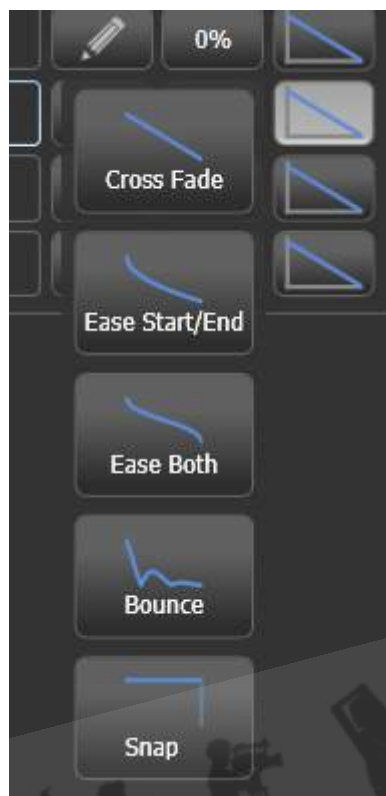 0%
Cross Fade
Ease Start/End
Ease Both
Bounce
Snap